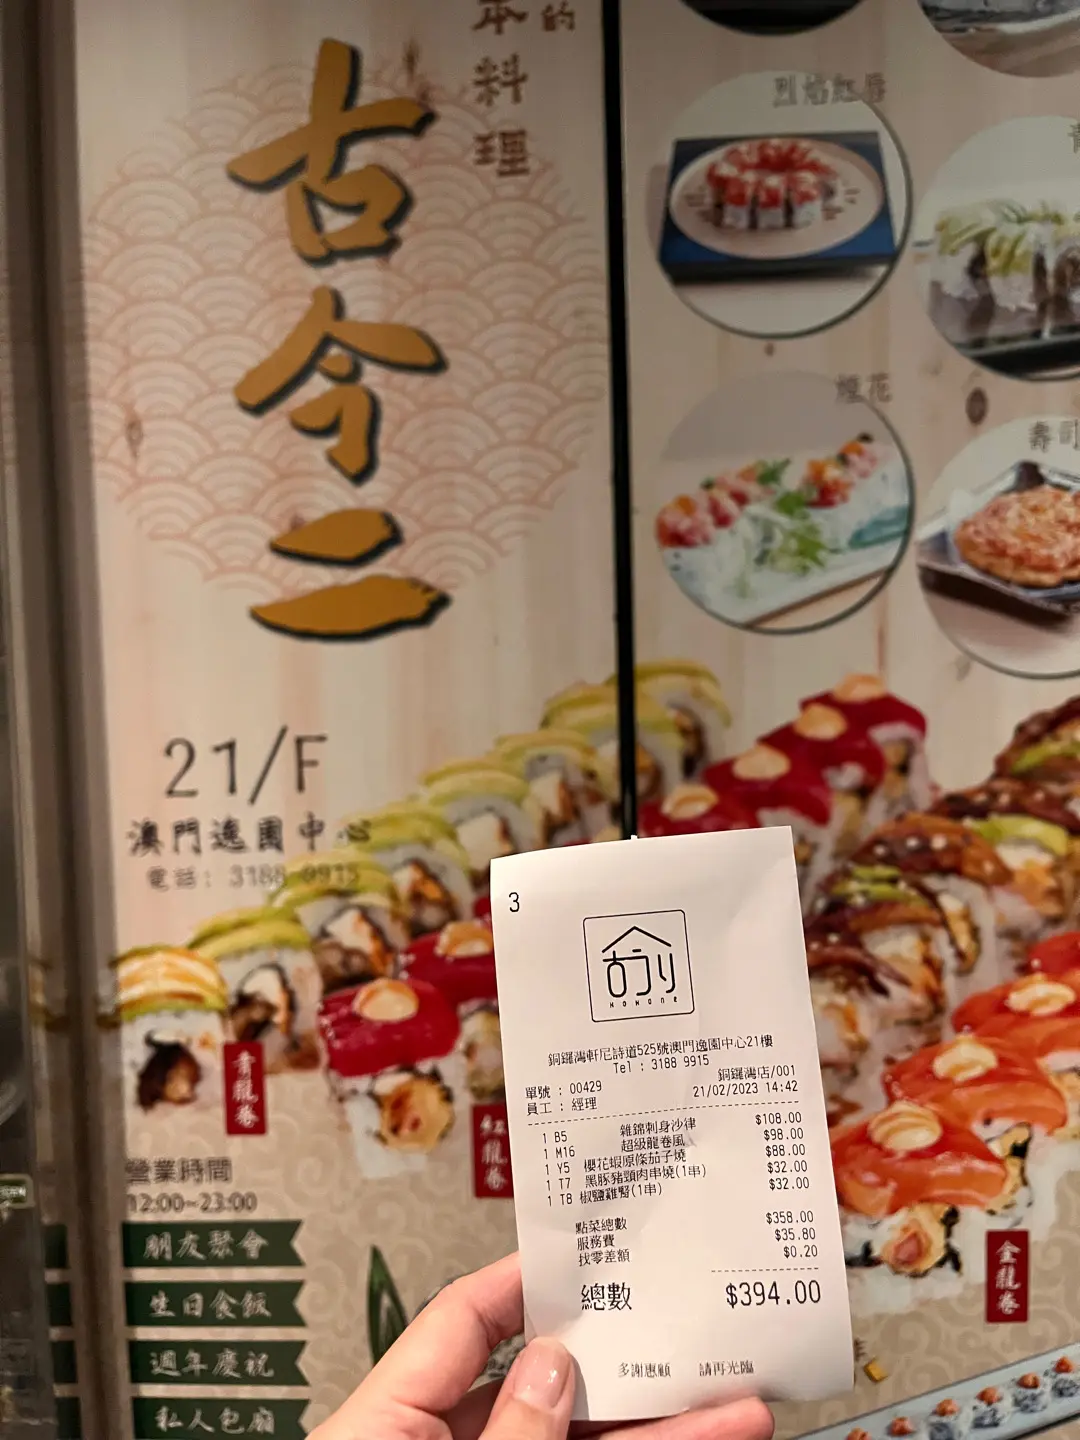 本料理
的
古今二
21/F
澳門逸園中心
電話：3188 0915
營業時間
12:00~23:00
朋友聚會
生日食飯
週年慶祝
私人包廂
烈焰紅唇
煙花
壽司
青龍卷
紅龍卷
金龍卷
3
銅鑼灣軒尼詩道525號澳門逸園中心21樓
Tel : 3188 9915
單號 : 00429 銅鑼灣店/001
員工 : 經理 21/02/2023 14:42
1 B5 雜錦刺身沙律 $108.00
1 M16 超級龍卷風 $98.00
1 Y5 櫻花蝦原條茄子燒 $88.00
1 T7 黑豚豬頸肉串燒(1串) $32.00
1 T8 椒鹽雞腎(1串) $32.00
點菜總數 $358.00
服務費 $35.80
找零差額 $0.20
總數 $394.00
多謝惠顧 請再光臨